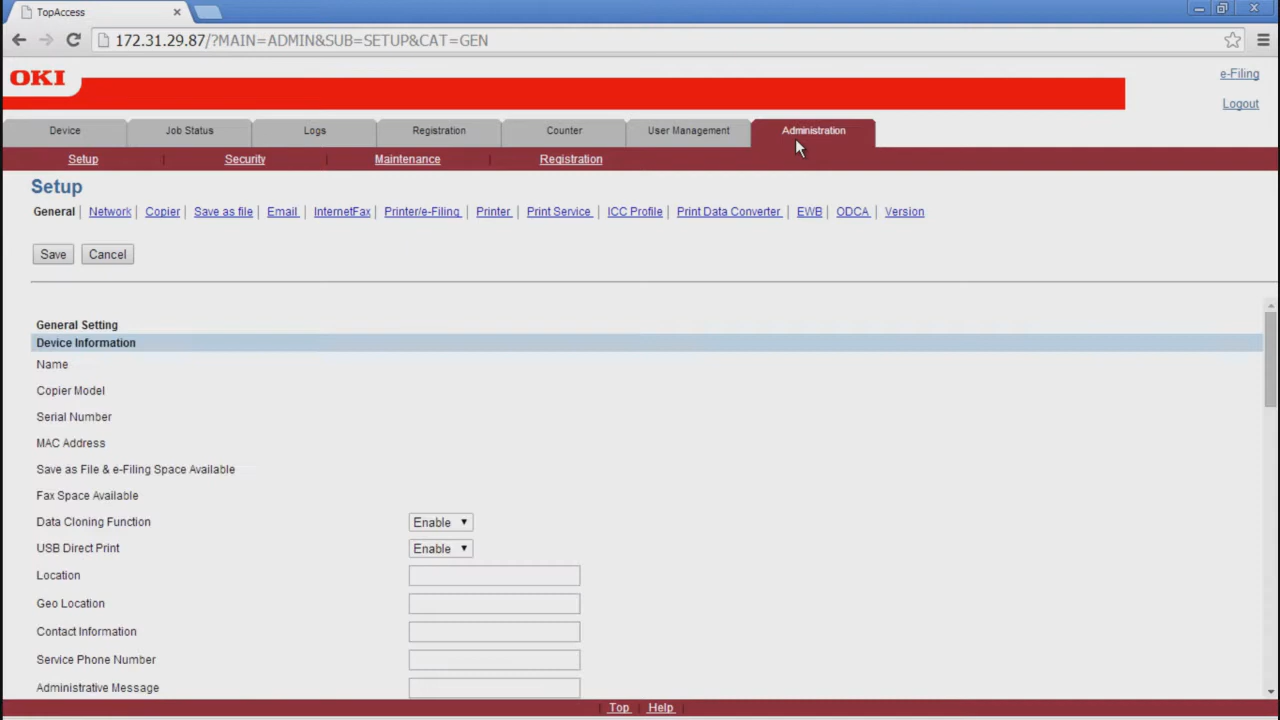 TopAccess
172.31.29.87/?MAIN=ADMIN&SUB=SETUP&CAT=GEN
OKI
e-Filing
Logout
Device Job Status Logs Registration Counter User Management Administration
Setup | Security | Maintenance | Registration
Setup
General | Network | Copier | Save as file | Email | InternetFax | Printer/e-Filing | Printer | Print Service | ICC Profile | Print Data Converter | EWB | ODCA | Version
Save Cancel
General Setting
Device Information
Name
Copier Model
Serial Number
MAC Address
Save as File & e-Filing Space Available
Fax Space Available
Data Cloning Function Enable
USB Direct Print Enable
Location
Geo Location
Contact Information
Service Phone Number
Administrative Message
| Top | Help |